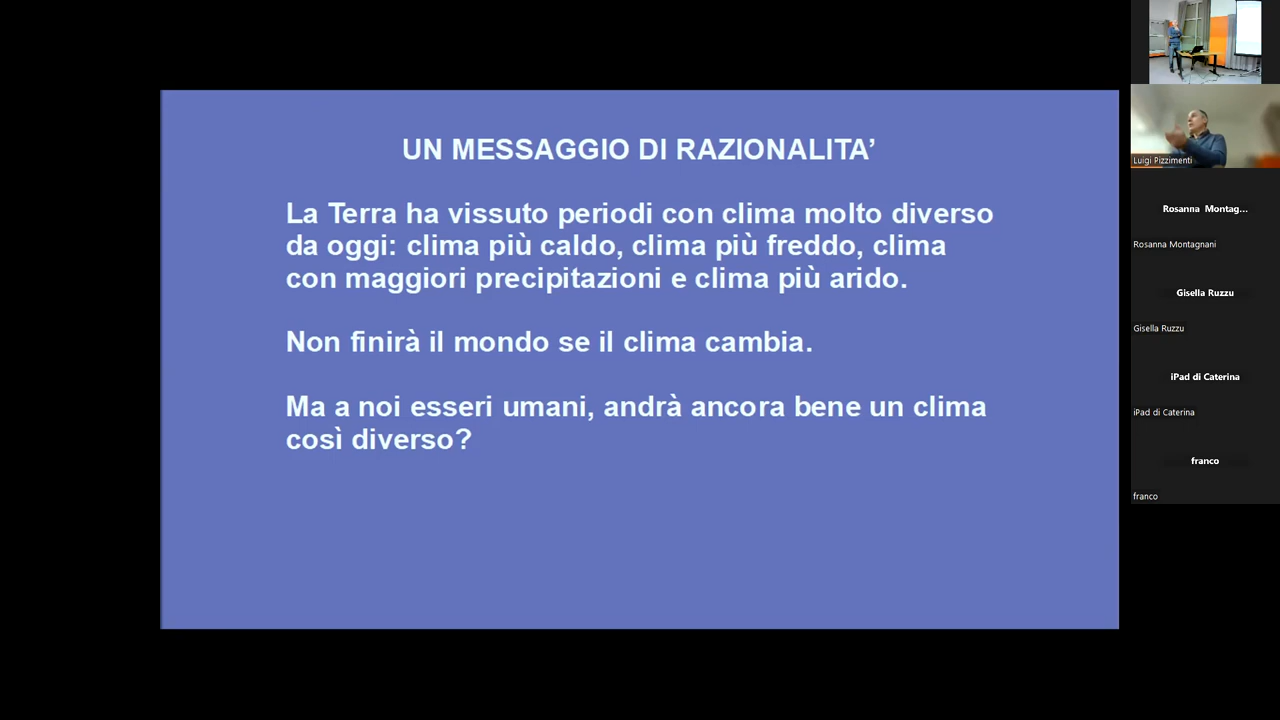 UN MESSAGGIO DI RAZIONALITA’
La Terra ha vissuto periodi con clima molto diverso
da oggi: clima più caldo, clima più freddo, clima
con maggiori precipitazioni e clima più arido.
Non finirà il mondo se il clima cambia.
Ma a noi esseri umani, andrà ancora bene un clima
così diverso?
Luigi Pizzimenti
Rosanna Montag...
Rosanna Montagnani
Gisella Ruzzu
Gisella Ruzzu
iPad di Caterina
iPad di Caterina
franco
franco